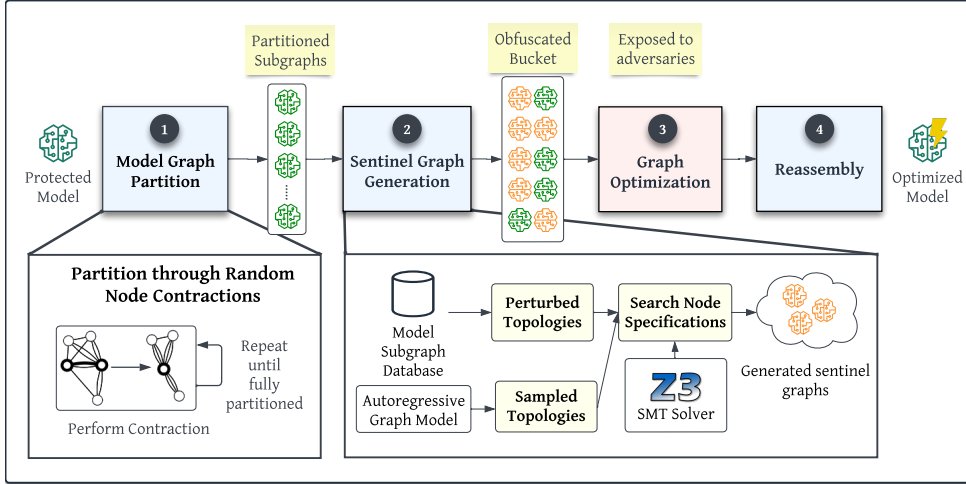 Partitioned
Subgraphs
Obfuscated
Bucket
Exposed to
adversaries
Protected
Model
1
Model Graph
Partition
2
Sentinel Graph
Generation
3
Graph
Optimization
4
Reassembly
Optimized
Model
Partition through Random
Node Contractions
Perform Contraction
Repeat
until
fully
partitioned
Model
Subgraph
Database
Perturbed
Topologies
Search Node
Specifications
Generated sentinel
graphs
Autoregressive
Graph Model
Sampled
Topologies
Z3
SMT Solver